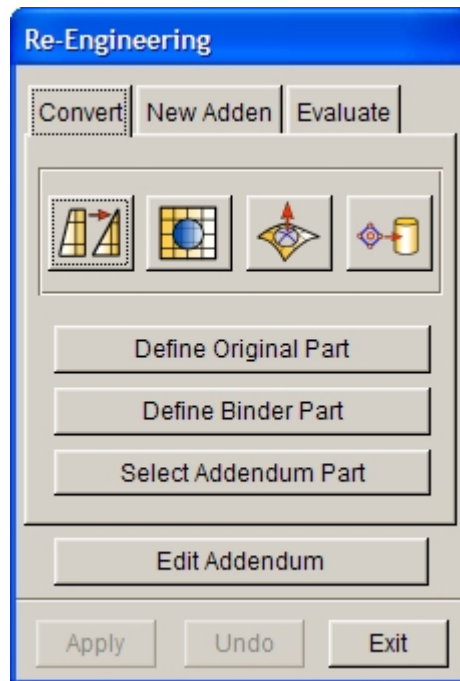 Re-Engineering
Convert New Adden Evaluate
Define Original Part
Define Binder Part
Select Addendum Part
Edit Addendum
Apply Undo Exit